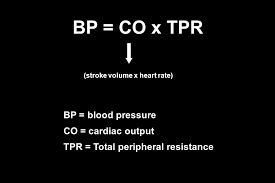 BP = CO x TPR
(stroke volume x heart rate)
BP = blood pressure
CO = cardiac output
TPR = Total peripheral resistance